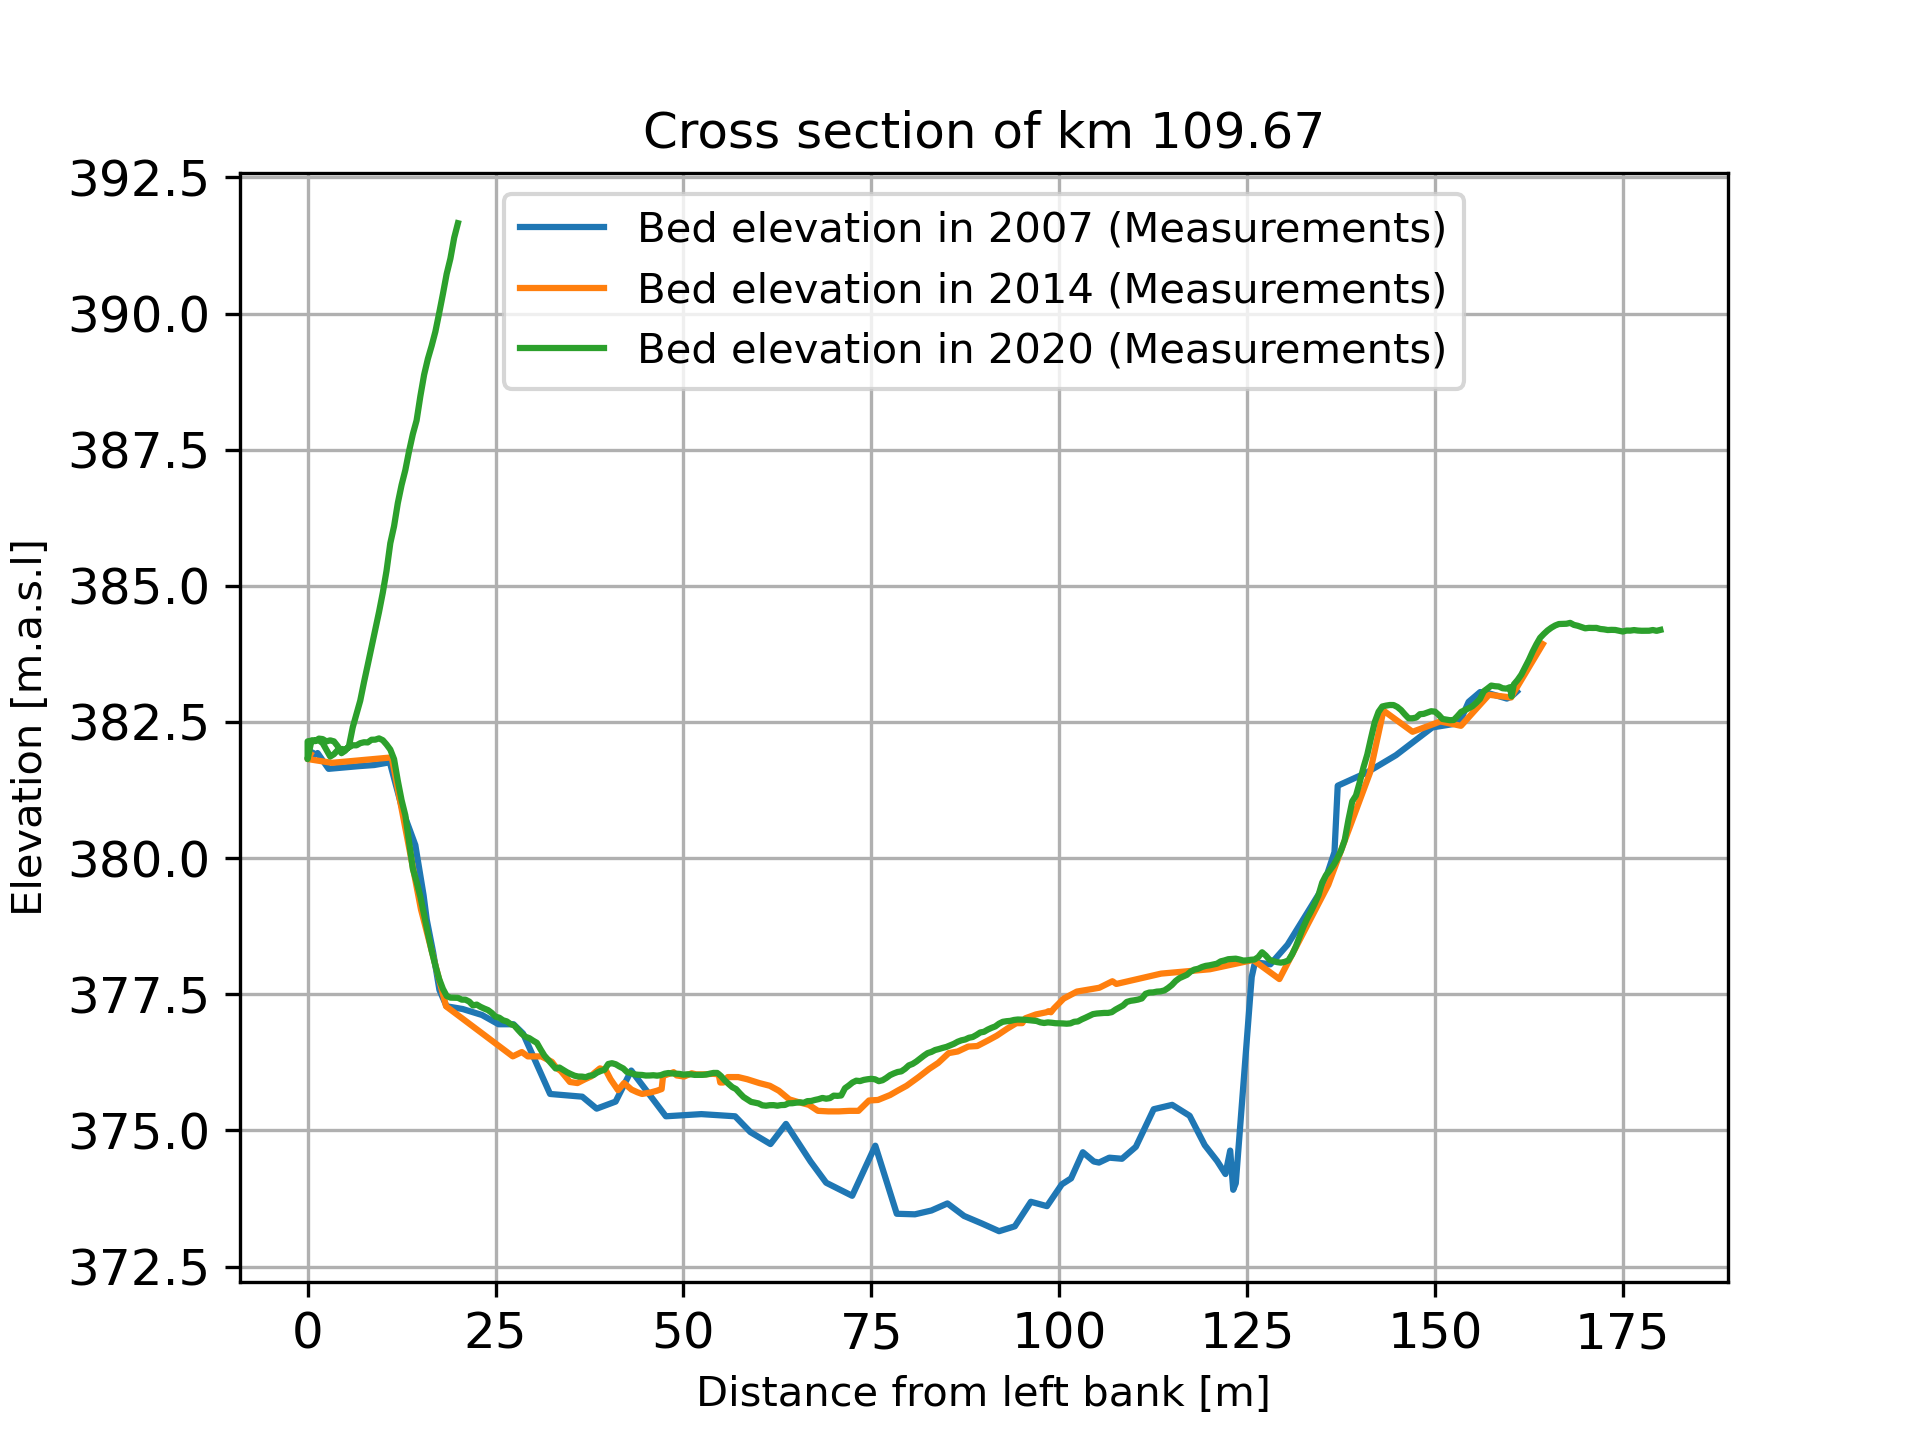 Cross section of km 109.67
392.5
390.0
387.5
385.0
382.5
380.0
377.5
375.0
372.5
Elevation [m.a.s.l]
Bed elevation in 2007 (Measurements)
Bed elevation in 2014 (Measurements)
Bed elevation in 2020 (Measurements)
0 25 50 75 100 125 150 175
Distance from left bank [m]